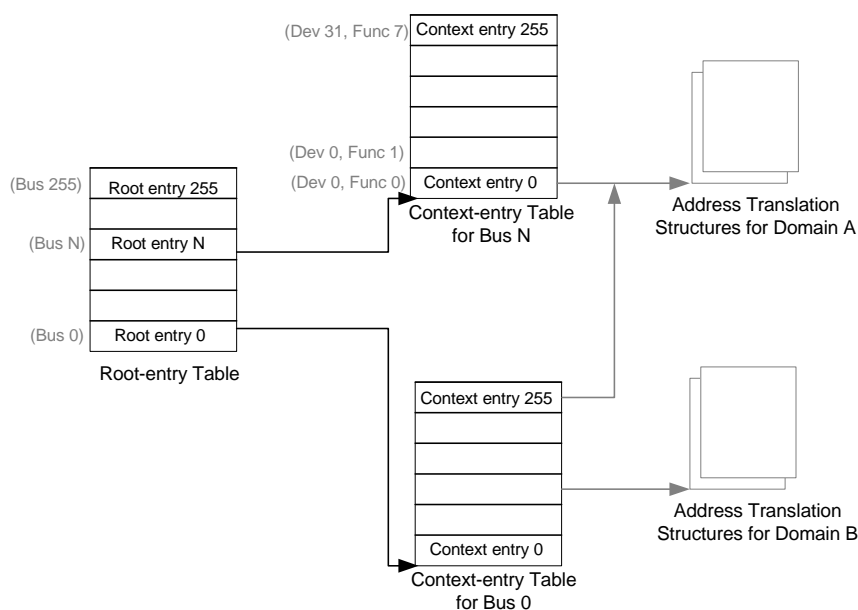 (Dev 31, Func 7)
Context entry 255
(Dev 0, Func 1)
(Dev 0, Func 0)
Context entry 0
Context-entry Table
for Bus N
Address Translation
Structures for Domain A
(Bus 255)
Root entry 255
(Bus N)
Root entry N
(Bus 0)
Root entry 0
Root-entry Table
Context entry 255
Context entry 0
Context-entry Table
for Bus 0
Address Translation
Structures for Domain B